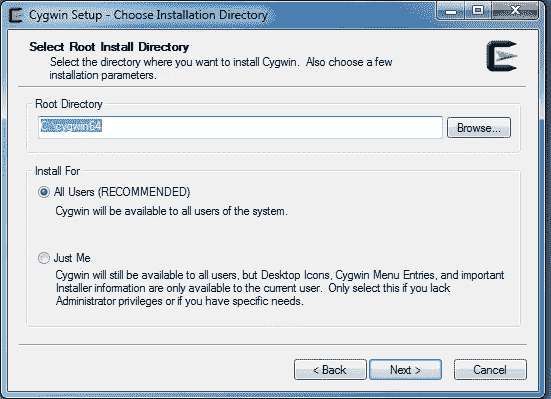 Cygwin Setup - Choose Installation Directory
Select Root Install Directory
Select the directory where you want to install Cygwin. Also choose a few
installation parameters.
Root Directory
C:\cygwin64
Browse...
Install For
All Users (RECOMMENDED)
Cygwin will be available to all users of the system.
Just Me
Cygwin will still be available to all users, but Desktop Icons, Cygwin Menu Entries, and important
Installer information are only available to the current user. Only select this if you lack
Administrator privileges or if you have specific needs.
< Back
Next >
Cancel